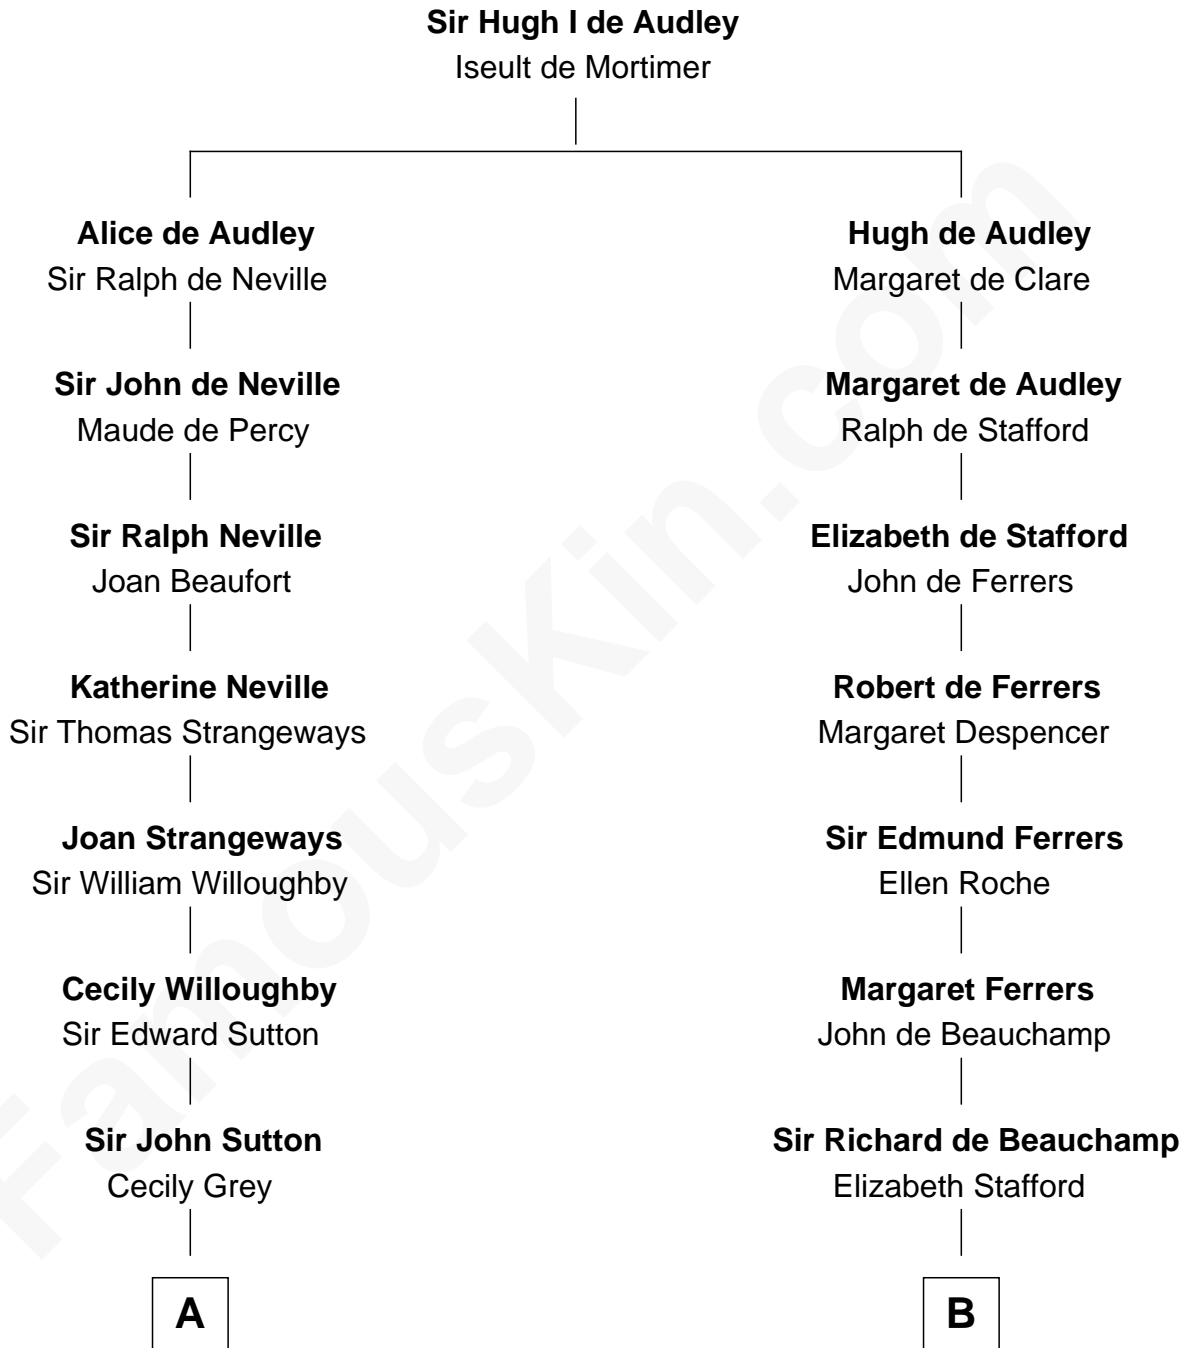 Sir Hugh I de Audley
Iseult de Mortimer
Alice de Audley
Sir Ralph de Neville
Hugh de Audley
Margaret de Clare
Sir John de Neville
Maude de Percy
Margaret de Audley
Ralph de Stafford
Sir Ralph Neville
Joan Beaufort
Elizabeth de Stafford
John de Ferrers
Katherine Neville
Sir Thomas Strangeways
Robert de Ferrers
Margaret Despencer
Joan Strangeways
Sir William Willoughby
Sir Edmund Ferrers
Ellen Roche
Cecily Willoughby
Sir Edward Sutton
Margaret Ferrers
John de Beauchamp
Sir John Sutton
Cecily Grey
Sir Richard de Beauchamp
Elizabeth Stafford
A
B
FamousKin.com